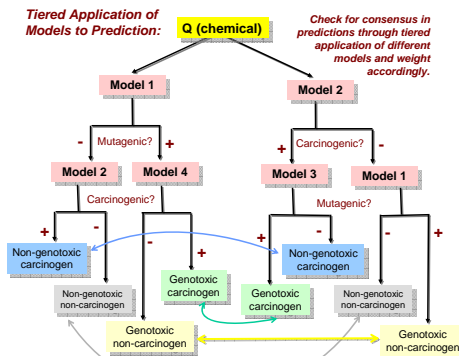 Tiered Application of
Models to Prediction:
Q (chemical)
Check for consensus in
predictions through tiered
application of different
models and weight
accordingly.
Model 1
Model 2
- Mutagenic? +
+ Carcinogenic? -
Model 2
Model 4
Model 3
Model 1
Carcinogenic?
Mutagenic?
+ - - + + - - +
Non-genotoxic
carcinogen
Non-genotoxic
carcinogen
Non-genotoxic
non-carcinogen
Genotoxic
carcinogen
Genotoxic
carcinogen
Non-genotoxic
non-carcinogen
Genotoxic
non-carcinogen
Genotoxic
non-carcinogen